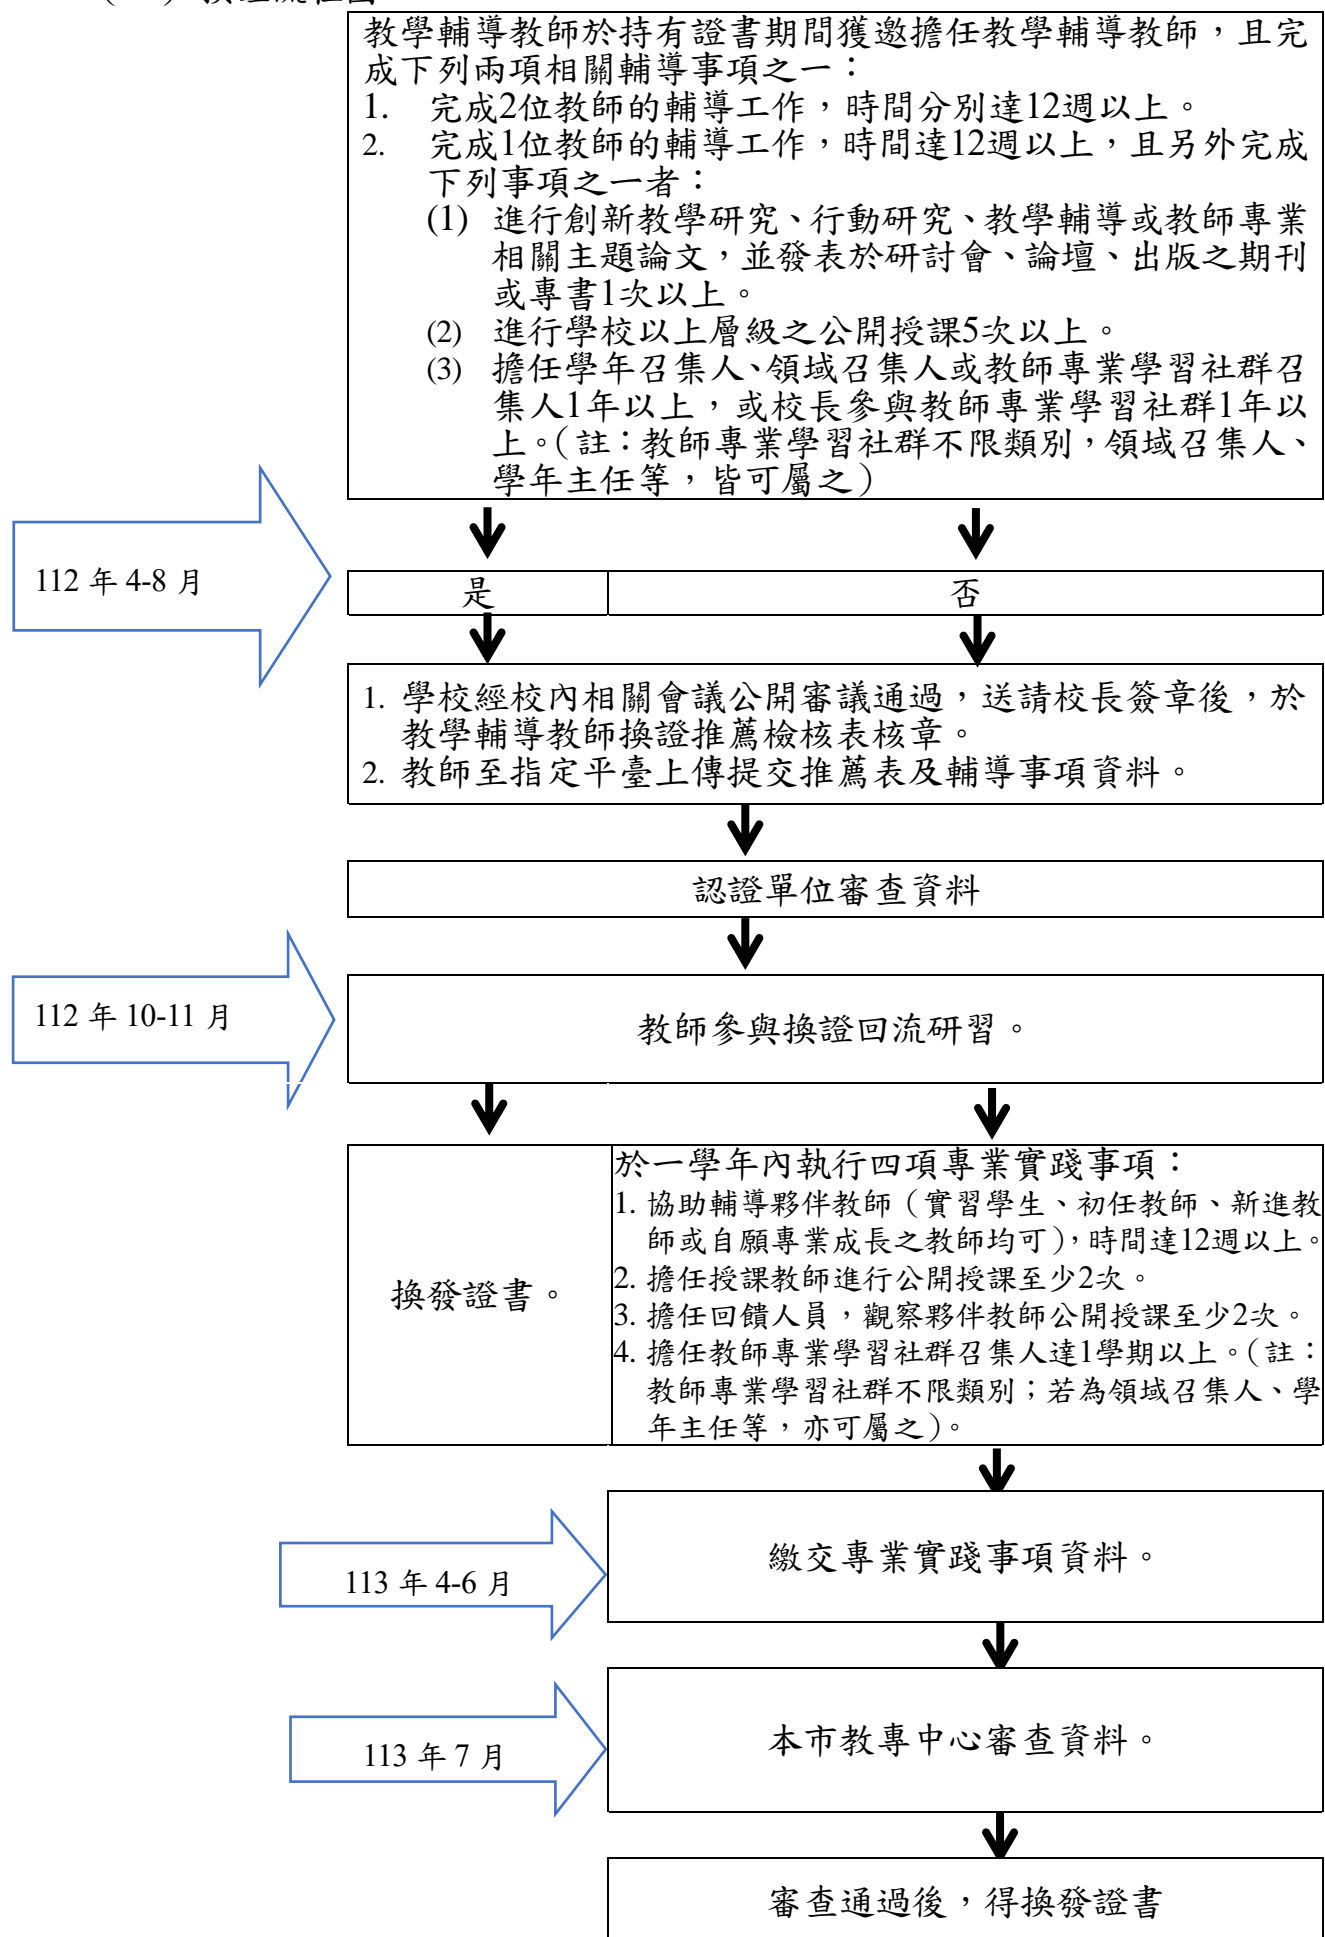 教學輔導教師於持有證書期間獲邀擔任教學輔導教師，且完
成下列兩項相關輔導事項之一：
1. 完成2位教師的輔導工作，時間分別達12週以上。
2. 完成1位教師的輔導工作，時間達12週以上，且另外完成
下列事項之一者：
(1) 進行創新教學研究、行動研究、教學輔導或教師專業
相關主題論文，並發表於研討會、論壇、出版之期刊
或專書1次以上。
(2) 進行學校以上層級之公開授課5次以上。
(3) 擔任學年召集人、領域召集人或教師專業學習社群召
集人1年以上，或校長參與教師專業學習社群1年以
上。（註：教師專業學習社群不限類別，領域召集人、
學年主任等，皆可屬之）
112 年 4-8 月
是
否
1. 學校經校內相關會議公開審議通過，送請校長簽章後，於
教學輔導教師換證推薦檢核表核章。
2. 教師至指定平臺上傳提交推薦表及輔導事項資料。
認證單位審查資料
112 年 10-11 月
教師參與換證回流研習。
換發證書。
於一學年內執行四項專業實踐事項：
1. 協助輔導夥伴教師（實習學生、初任教師、新進教
師或自願專業成長之教師均可），時間達12週以上。
2. 擔任授課教師進行公開授課至少2次。
3. 擔任回饋人員，觀察夥伴教師公開授課至少2次。
4. 擔任教師專業學習社群召集人達1學期以上。（註：
教師專業學習社群不限類別；若為領域召集人、學
年主任等，亦可屬之）。
113 年 4-6 月
繳交專業實踐事項資料。
113 年 7 月
本市教專中心審查資料。
審查通過後，得換發證書